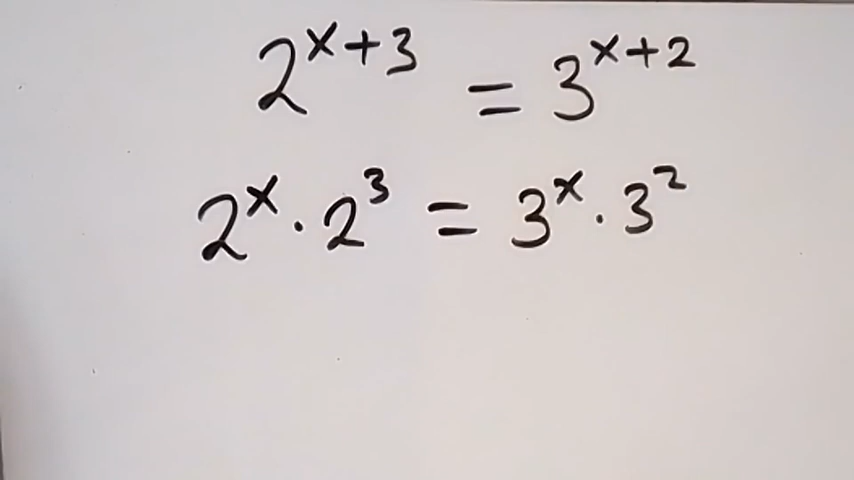 2^{x+3} = 3^{x+2}
2^x · 2^3 = 3^x · 3^2